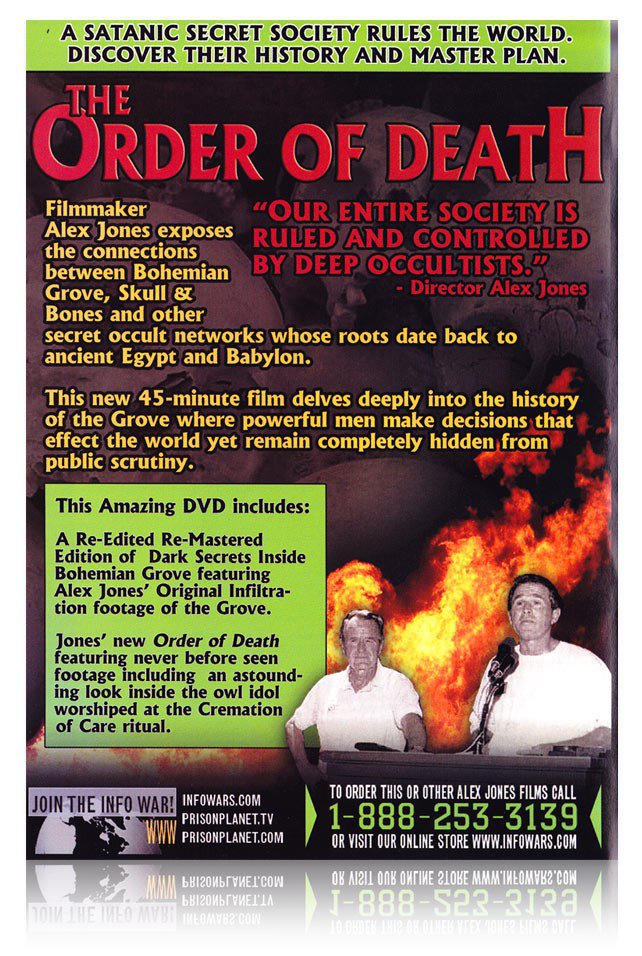 A SATANIC SECRET SOCIETY RULES THE WORLD.
DISCOVER THEIR HISTORY AND MASTER PLAN.
THE
ORDER OF DEATH
Filmmaker
Alex Jones exposes
the connections
between Bohemian
Grove, Skull &
Bones and other
secret occult networks whose roots date back to
ancient Egypt and Babylon.
"OUR ENTIRE SOCIETY IS
RULED AND CONTROLLED
BY DEEP OCCULTISTS."
- Director Alex Jones
This new 45-minute film delves deeply into the history
of the Grove where powerful men make decisions that
effect the world yet remain completely hidden from
public scrutiny.
This Amazing DVD includes:
A Re-Edited Re-Mastered
Edition of Dark Secrets Inside
Bohemian Grove featuring
Alex Jones' Original Infiltra-
tion footage of the Grove.
Jones' new Order of Death
featuring never before seen
footage including an astound-
ing look inside the owl idol
worshiped at the Cremation
of Care ritual.
JOIN THE INFO WAR!
WWW
INFOWARS.COM
PRISONPLANET.TV
PRISONPLANET.COM
TO ORDER THIS OR OTHER ALEX JONES FILMS CALL
1-888-253-3139
OR VISIT OUR ONLINE STORE WWW.INFOWARS.COM